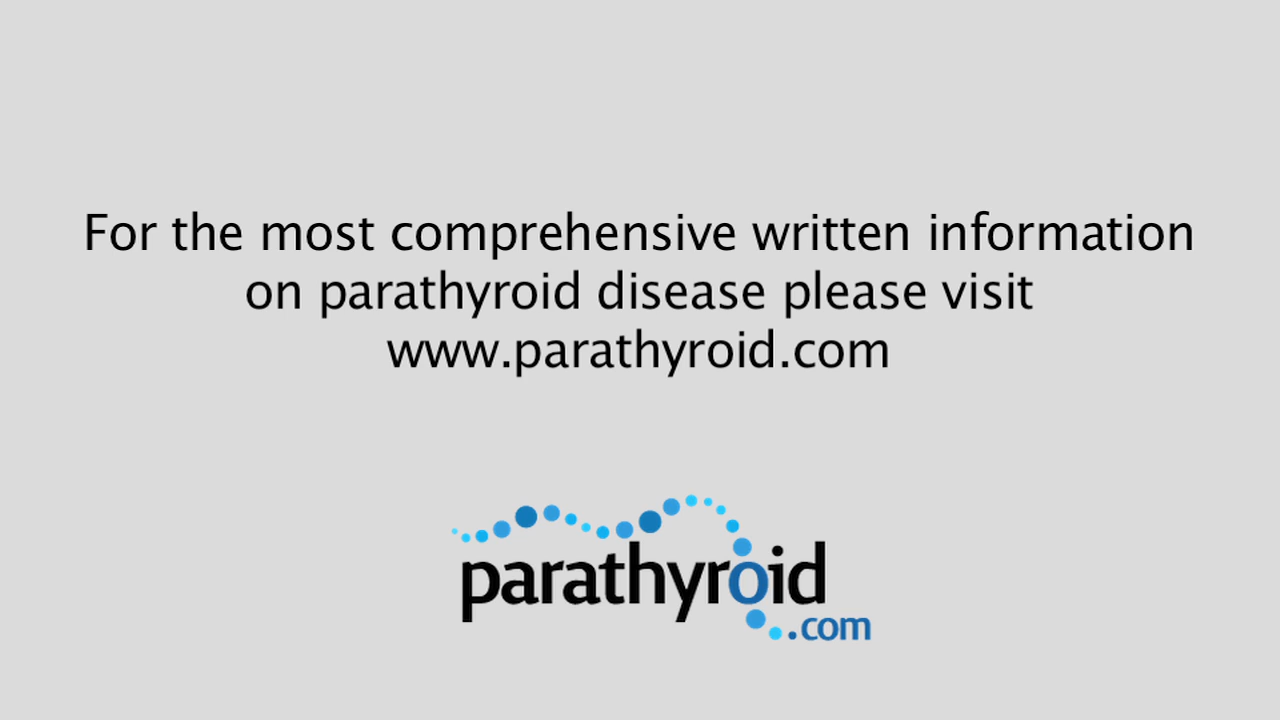 For the most comprehensive written information
on parathyroid disease please visit
www.parathyroid.com
parathyroid
.com